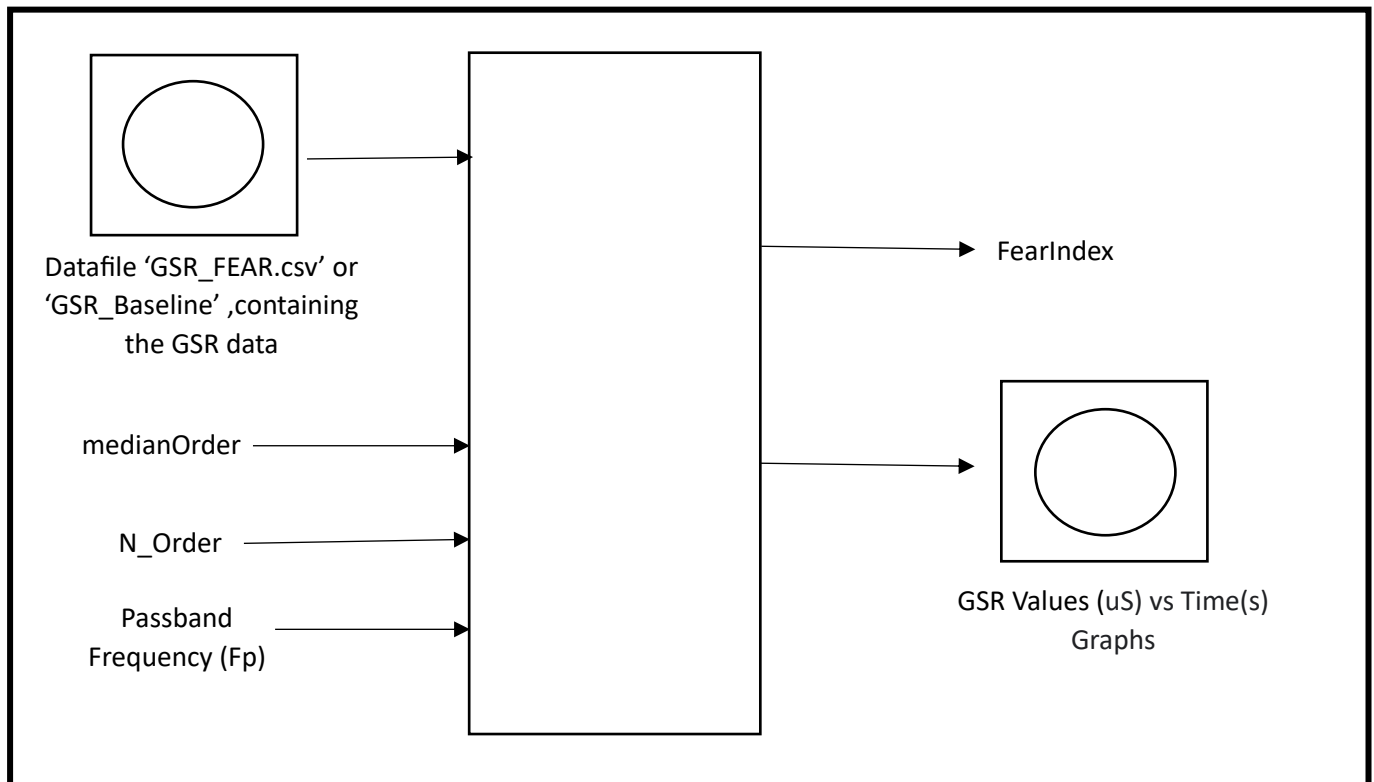 Datafile ‘GSR_FEAR.csv’ or
‘GSR_Baseline’ ,containing
the GSR data
medianOrder
N_Order
Passband
Frequency (Fp)
FearIndex
GSR Values (uS) vs Time(s)
Graphs